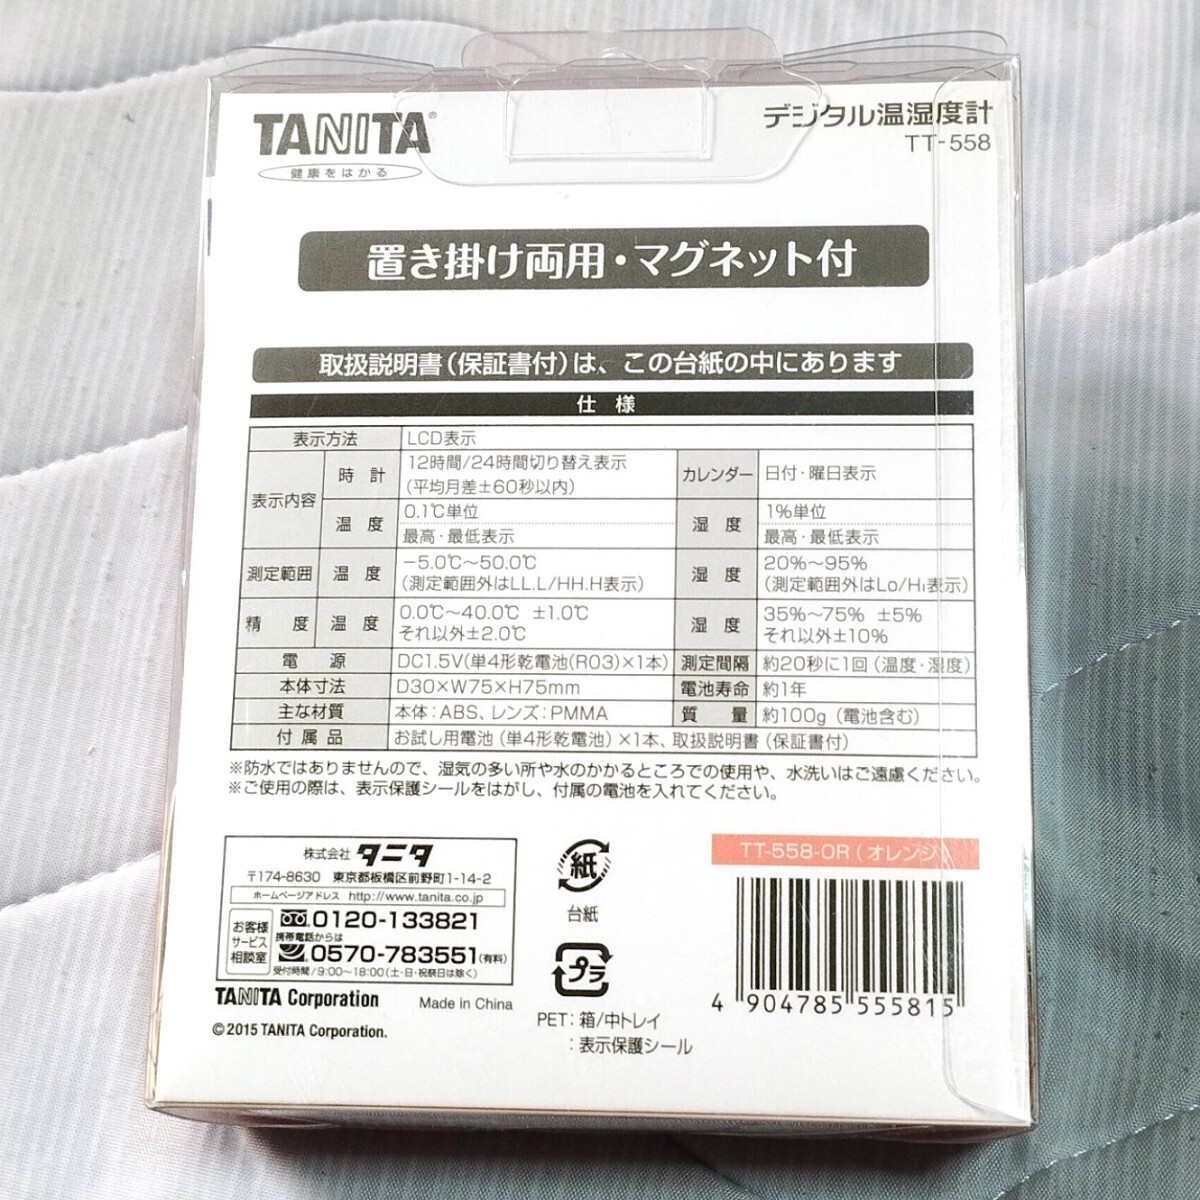 TANITA®
健康をはかる
デジタル温湿度計
TT-558
置き掛け両用・マグネット付
取扱説明書(保証書付)は、この台紙の中にあります
仕 様
表示方法 LCD表示
表示内容 時 計 12時間/24時間切り替え表示
(平均月差±60秒以内)
カレンダー 日付・曜日表示
温 度 0.1℃単位
最高・最低表示
湿 度 1%単位
最高・最低表示
測定範囲 温 度 -5.0℃～50.0℃
(測定範囲外はLL.L/HH.H表示)
湿 度 20%～95%
(測定範囲外はLo/Hi表示)
精 度 温 度 0.0℃～40.0℃ ±1.0℃
それ以外±2.0℃
湿 度 35%～75% ±5%
それ以外±10%
電 源 DC1.5V(単4形乾電池(R03)×1本) 測定間隔 約20秒に1回(温度・湿度)
本体寸法 D30×W75×H75mm 電池寿命 約1年
主な材質 本体:ABS、レンズ:PMMA 質 量 約100g(電池含む)
付 属 品 お試し用電池(単4形乾電池)×1本、取扱説明書(保証書付)
※防水ではありませんので、湿気の多い所や水のかかるところでの使用や、水洗いはご遠慮ください。
※ご使用の際は、表示保護シールをはがし、付属の電池を入れてください。
株式会社 タニタ
〒174-8630 東京都板橋区前野町1-14-2
ホームページアドレス http://www.tanita.co.jp
お客様
サービス
相談室
0120-133821
携帯電話からは
0570-783551(有料)
受付時間/9:00～18:00(土・日・祝祭日は除く)
TANITA Corporation
Made in China
©2015 TANITA Corporation.
紙
台紙
プラ
PET:箱/中トレイ
:表示保護シール
TT-558-OR(オレンジ)
4 904785 555815